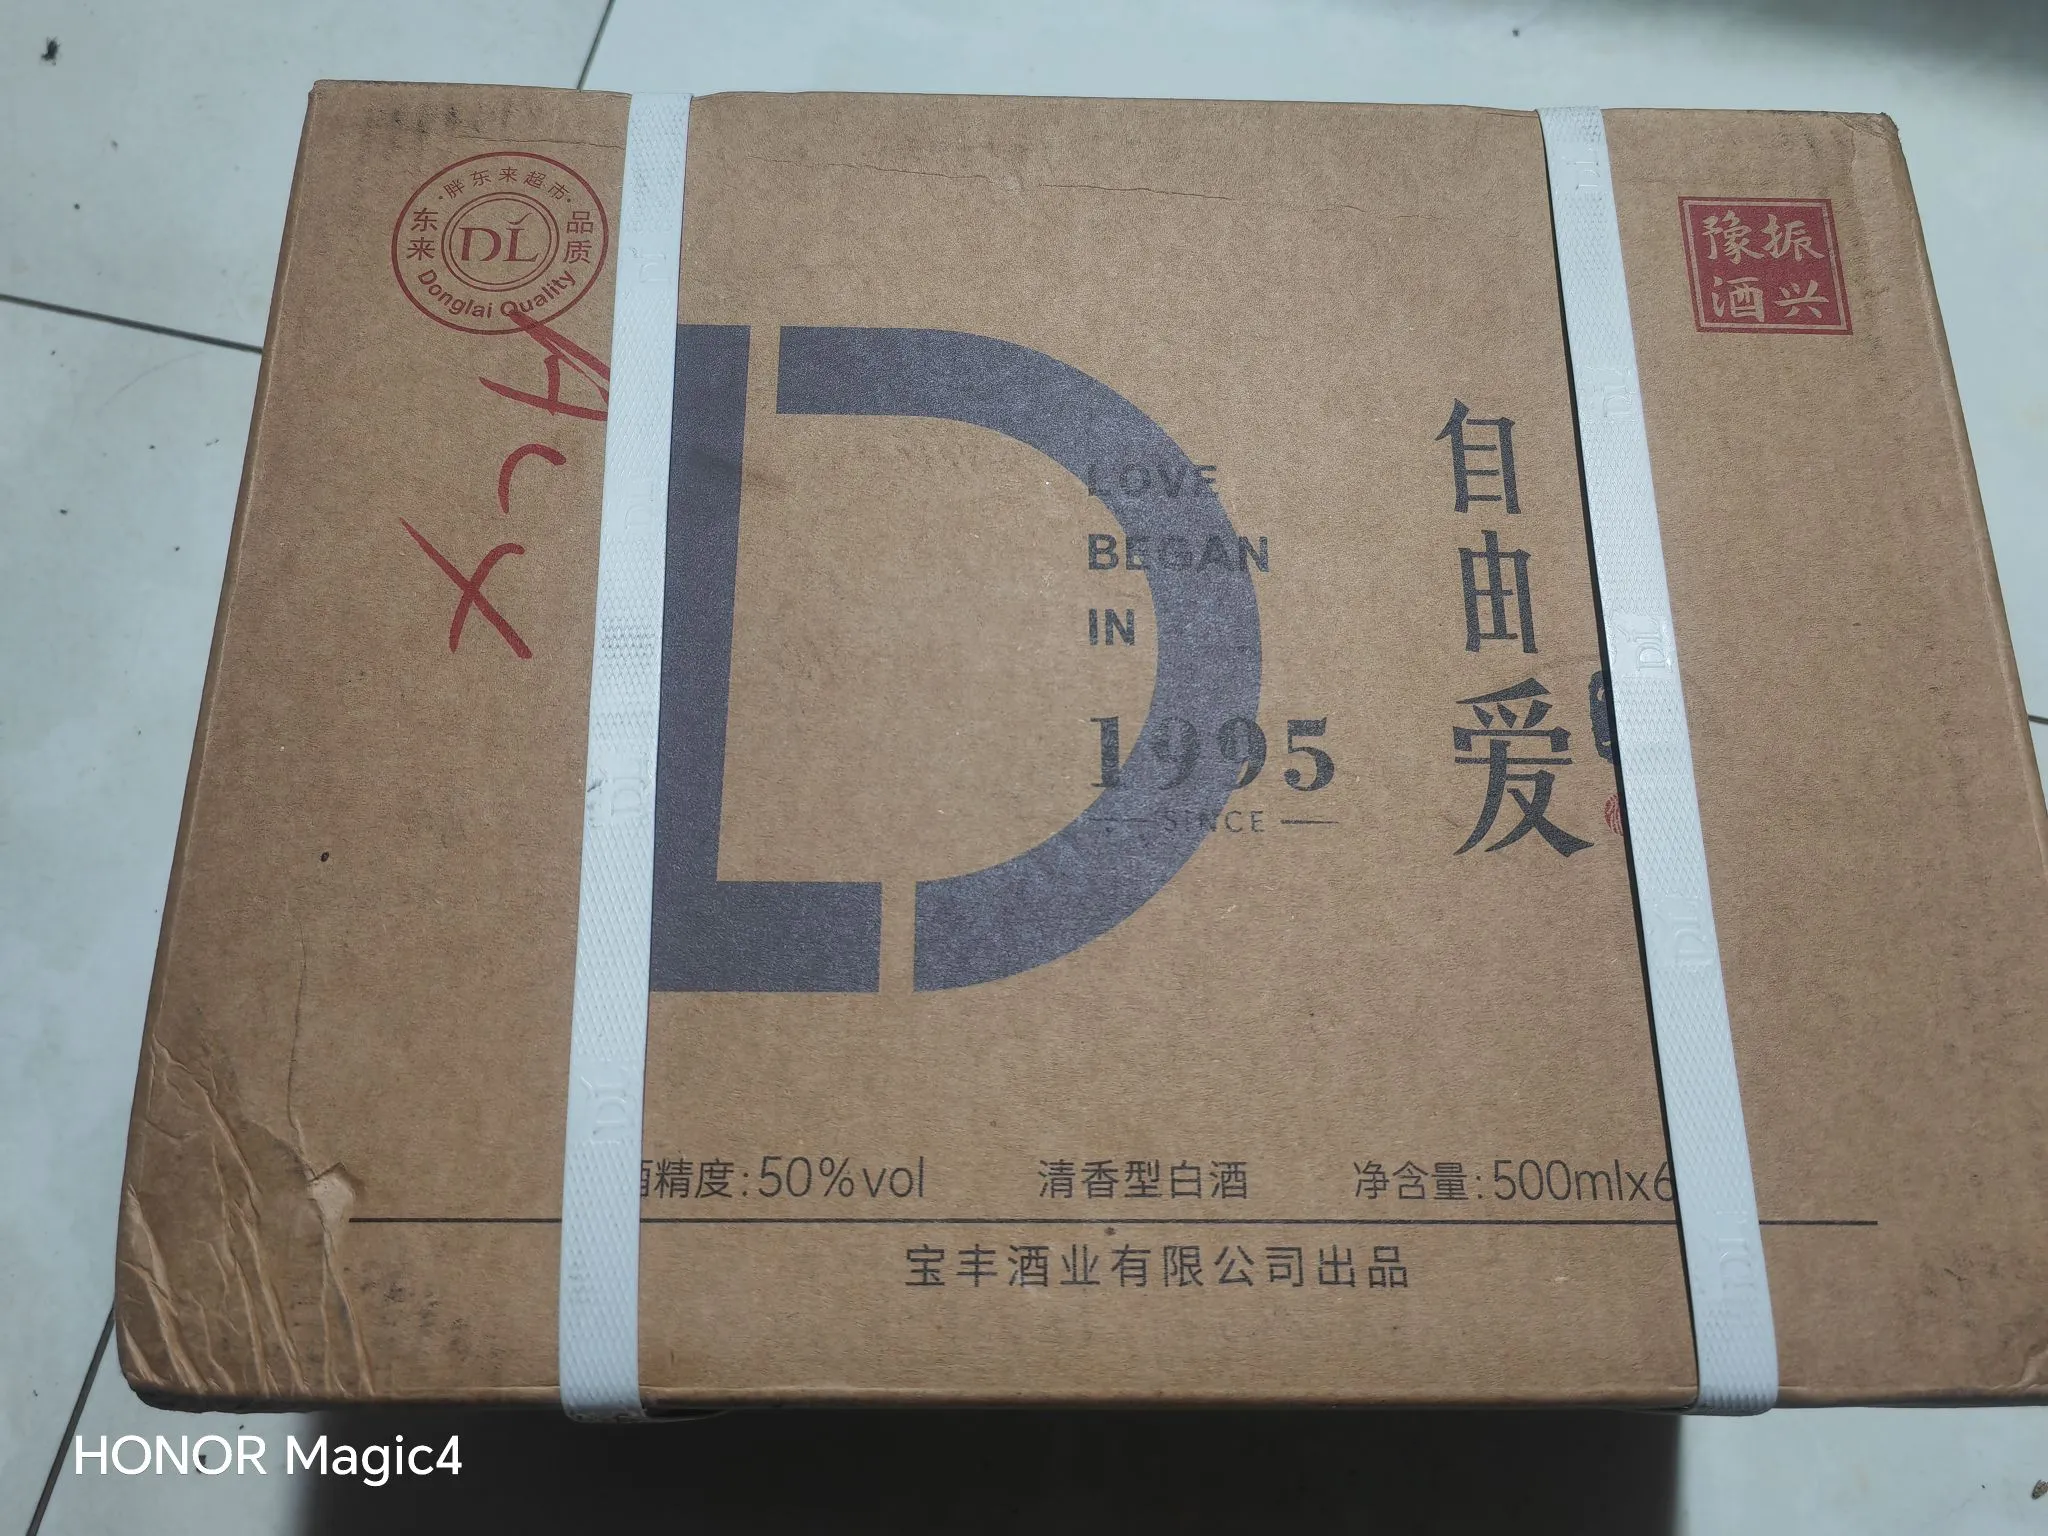 ·胖东来超市·
东来
DL
品质
Donglai Quality
振兴
豫酒
LOVE
BEGAN
IN
1995
SINCE
自由爱
精度:50%vol
清香型白酒
净含量:500mlx6
宝丰酒业有限公司出品
HONOR Magic4